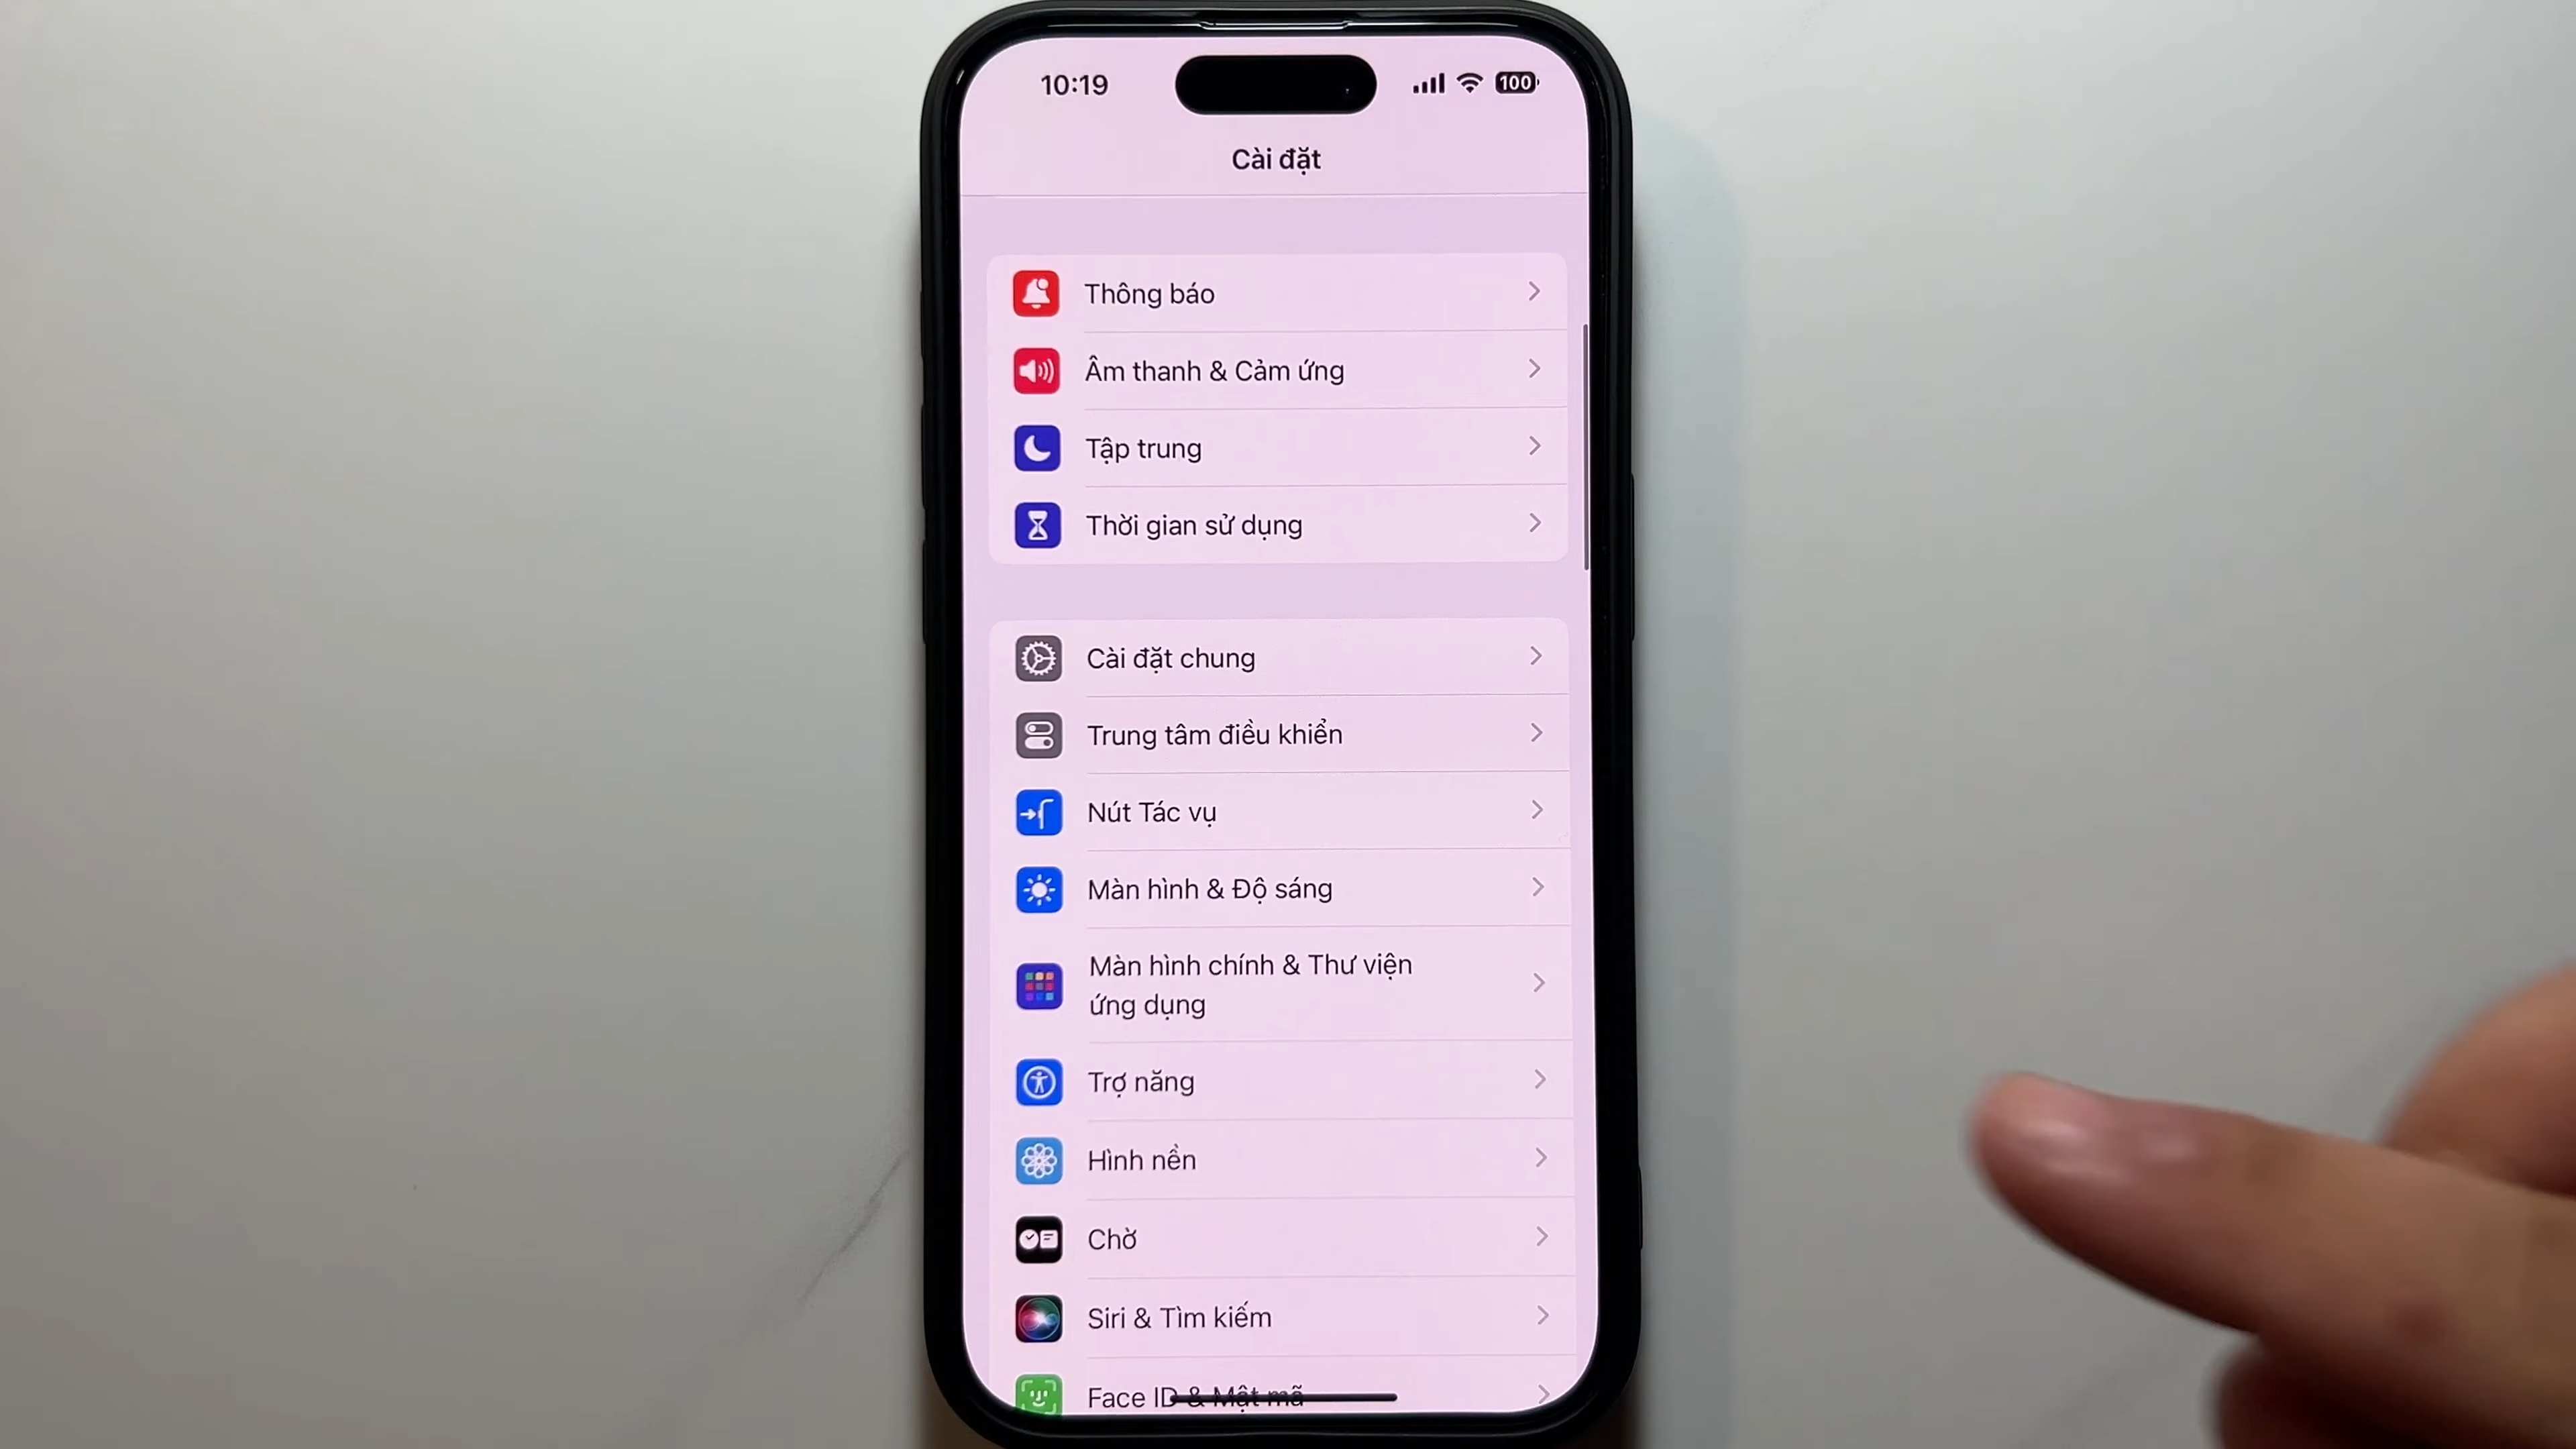 10:19
100
Cài đặt
Thông báo
Âm thanh & Cảm ứng
Tập trung
Thời gian sử dụng
Cài đặt chung
Trung tâm điều khiển
Nút Tác vụ
Màn hình & Độ sáng
Màn hình chính & Thư viện
ứng dụng
Trợ năng
Hình nền
Chờ
Siri & Tìm kiếm
Face ID & Mật mã